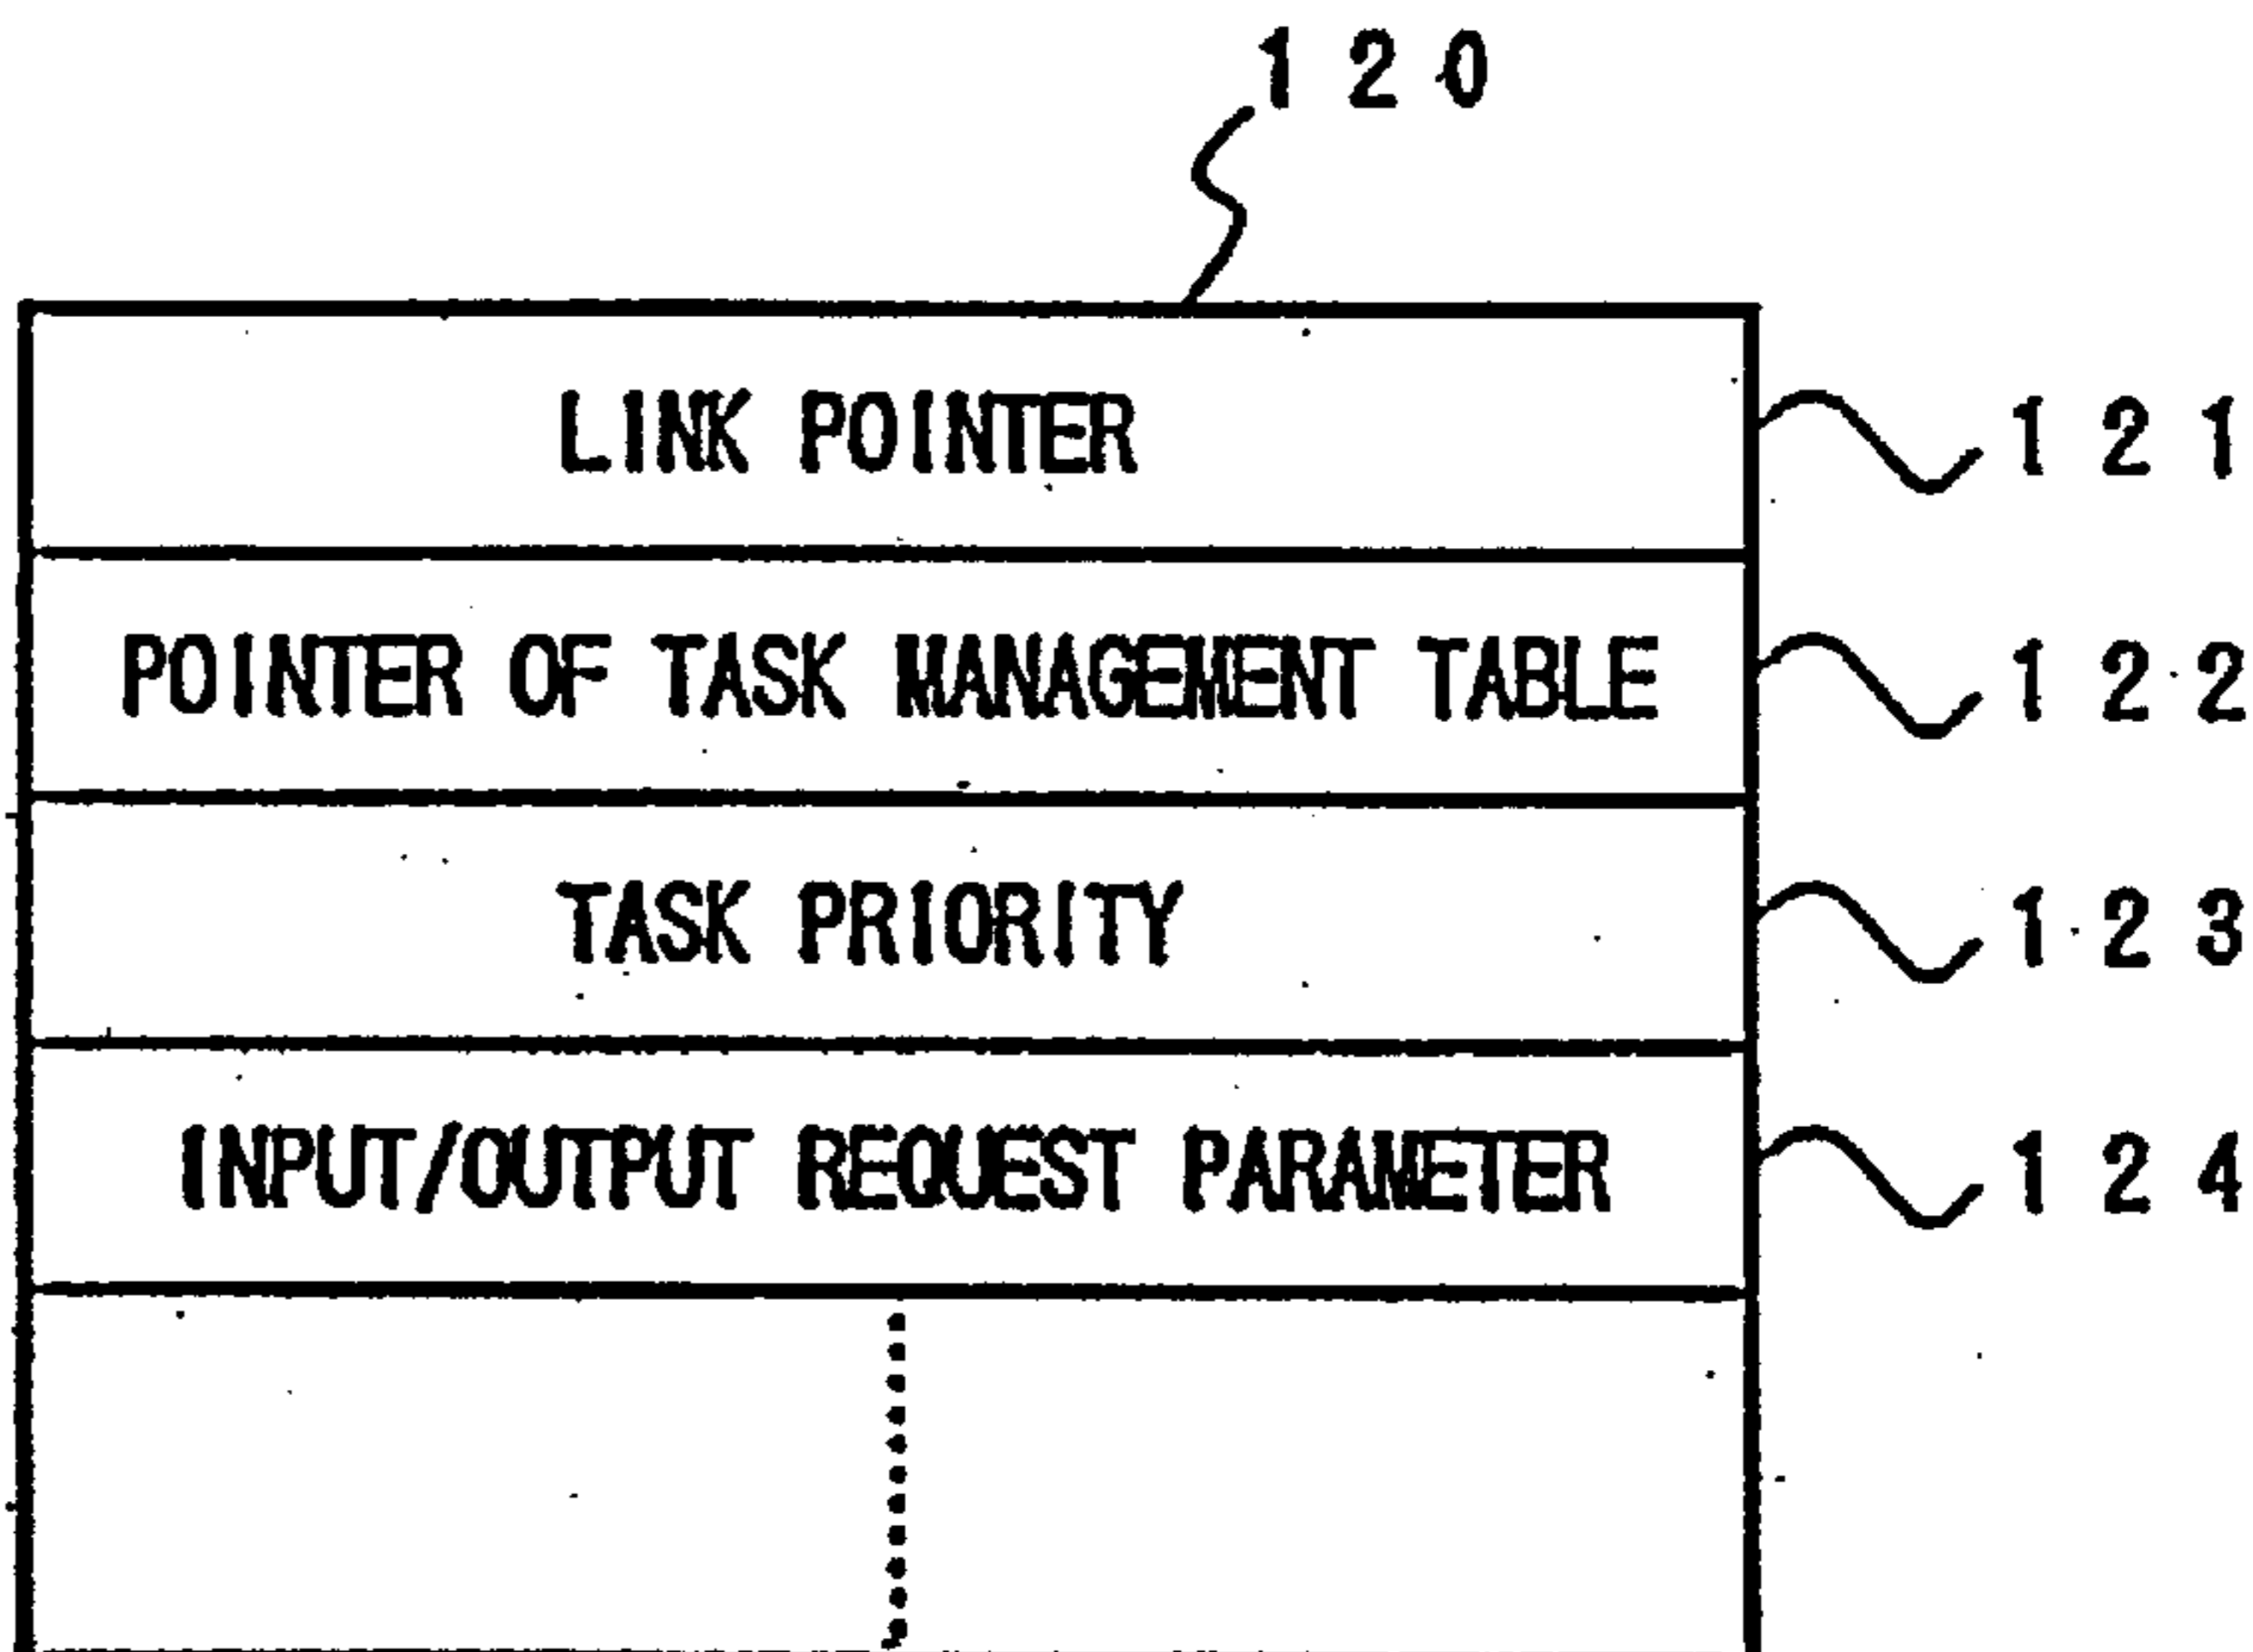 120
LINK POINTER 121
POINTER OF TASK MANAGEMENT TABLE 122
TASK PRIORITY 123
INPUT/OUTPUT REQUEST PARAMETER 124